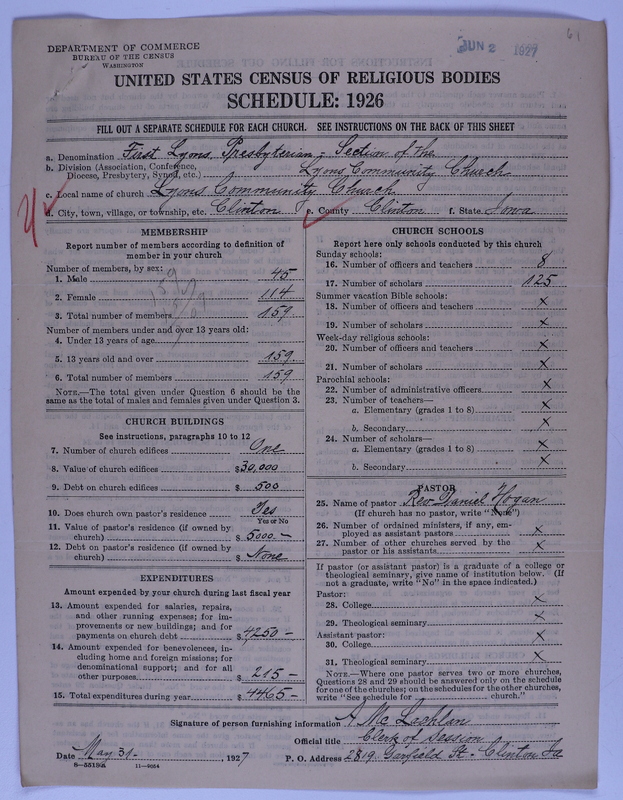 61
JUN 2 1927
DEPARTMENT OF COMMERCE
BUREAU OF THE CENSUS
WASHINGTON
UNITED STATES CENSUS OF RELIGIOUS BODIES
SCHEDULE: 1926
FILL OUT A SEPARATE SCHEDULE FOR EACH CHURCH. SEE INSTRUCTIONS ON THE BACK OF THIS SHEET
a. Denomination First Lyons Presbyterian, Section of the
b. Division (Association, Conference,
Diocese, Presbytery, Synod, etc.) Lyons Community Church
c. Local name of church Lyons Community Church
d. City, town, village, or township, etc. Clinton e. County Clinton f. State Iowa
MEMBERSHIP
Report number of members according to definition of
member in your church
Number of members, by sex:
1. Male 45
2. Female 114
3. Total number of members 159
Number of members under and over 13 years old:
4. Under 13 years of age
5. 13 years old and over 159
6. Total number of members 159
NOTE.—The total given under Question 6 should be
same as the total of males and females given under Question 3.
CHURCH BUILDINGS
See instructions, paragraphs 10 to 12
7. Number of church edifices One
8. Value of church edifices $30,000
9. Debt on church edifices $ 500
10. Does church own pastor's residence Yes
Yes or No
11. Value of pastor's residence (if owned by
church) $5000.—
12. Debt on pastor's residence (if owned by
church) $ None
EXPENDITURES
Amount expended by your church during last fiscal year
13. Amount expended for salaries, repairs,
and other running expenses; for im-
provements or new buildings; and for
payments on church debt $4250—
14. Amount expended for benevolences, in-
cluding home and foreign missions; for
denominational support; and for all
other purposes $ 215—
15. Total expenditures during year $4465—
CHURCH SCHOOLS
Report here only schools conducted by this church
Sunday schools:
16. Number of officers and teachers 8
17. Number of scholars 125
Summer vacation Bible schools:
18. Number of officers and teachers x
19. Number of scholars x
Week-day religious schools:
20. Number of officers and teachers x
21. Number of scholars x
Parochial schools:
22. Number of administrative officers x
23. Number of teachers—
a. Elementary (grades 1 to 8) x
b. Secondary x
24. Number of scholars—
a. Elementary (grades 1 to 8) x
b. Secondary x
PASTOR
25. Name of pastor Rev Daniel Hogan
(If church has no pastor, write "No")
26. Number of ordained ministers, if any, em-
ployed as assistant pastors x
27. Number of other churches served by the
pastor or his assistants x
If pastor (or assistant pastor) is a graduate of a college or
theological seminary, give name of institution below. (If
not a graduate, write "No" in the space indicated.)
Pastor:
28. College x
29. Theological seminary x
Assistant pastor:
30. College x
31. Theological seminary x
NOTE.—Where one pastor serves two or more churches,
Questions 28 and 29 should be answered only on the schedule
for one of the churches; on the schedules for the other churches,
write "See schedule for church."
Signature of person furnishing information A McLachlan
Official title Clerk of Session
Date May 31- , 1927 P. O. Address 2819 Garfield St - Clinton Ia
8—5515a 11—9034